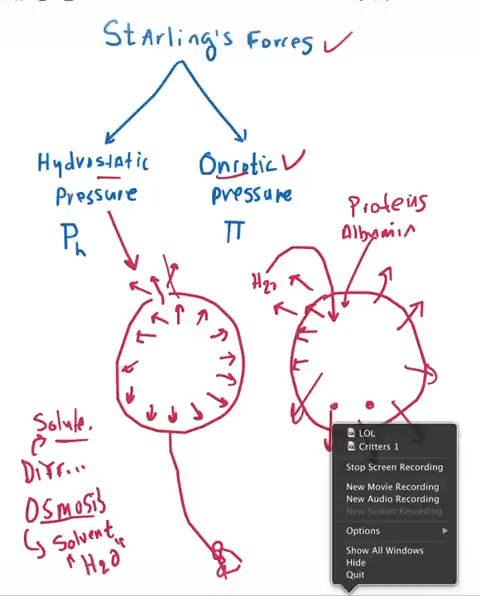 Starling's Forces
Hydrostatic
Pressure
Ph
Oncotic
pressure
π
Proteins
Albumin
H2O
Solute.
Diff...
Osmosis
Solvent
H2O
LOL
Critters 1
Stop Screen Recording
New Movie Recording
New Audio Recording
New Screen Recording
Options
Show All Windows
Hide
Quit